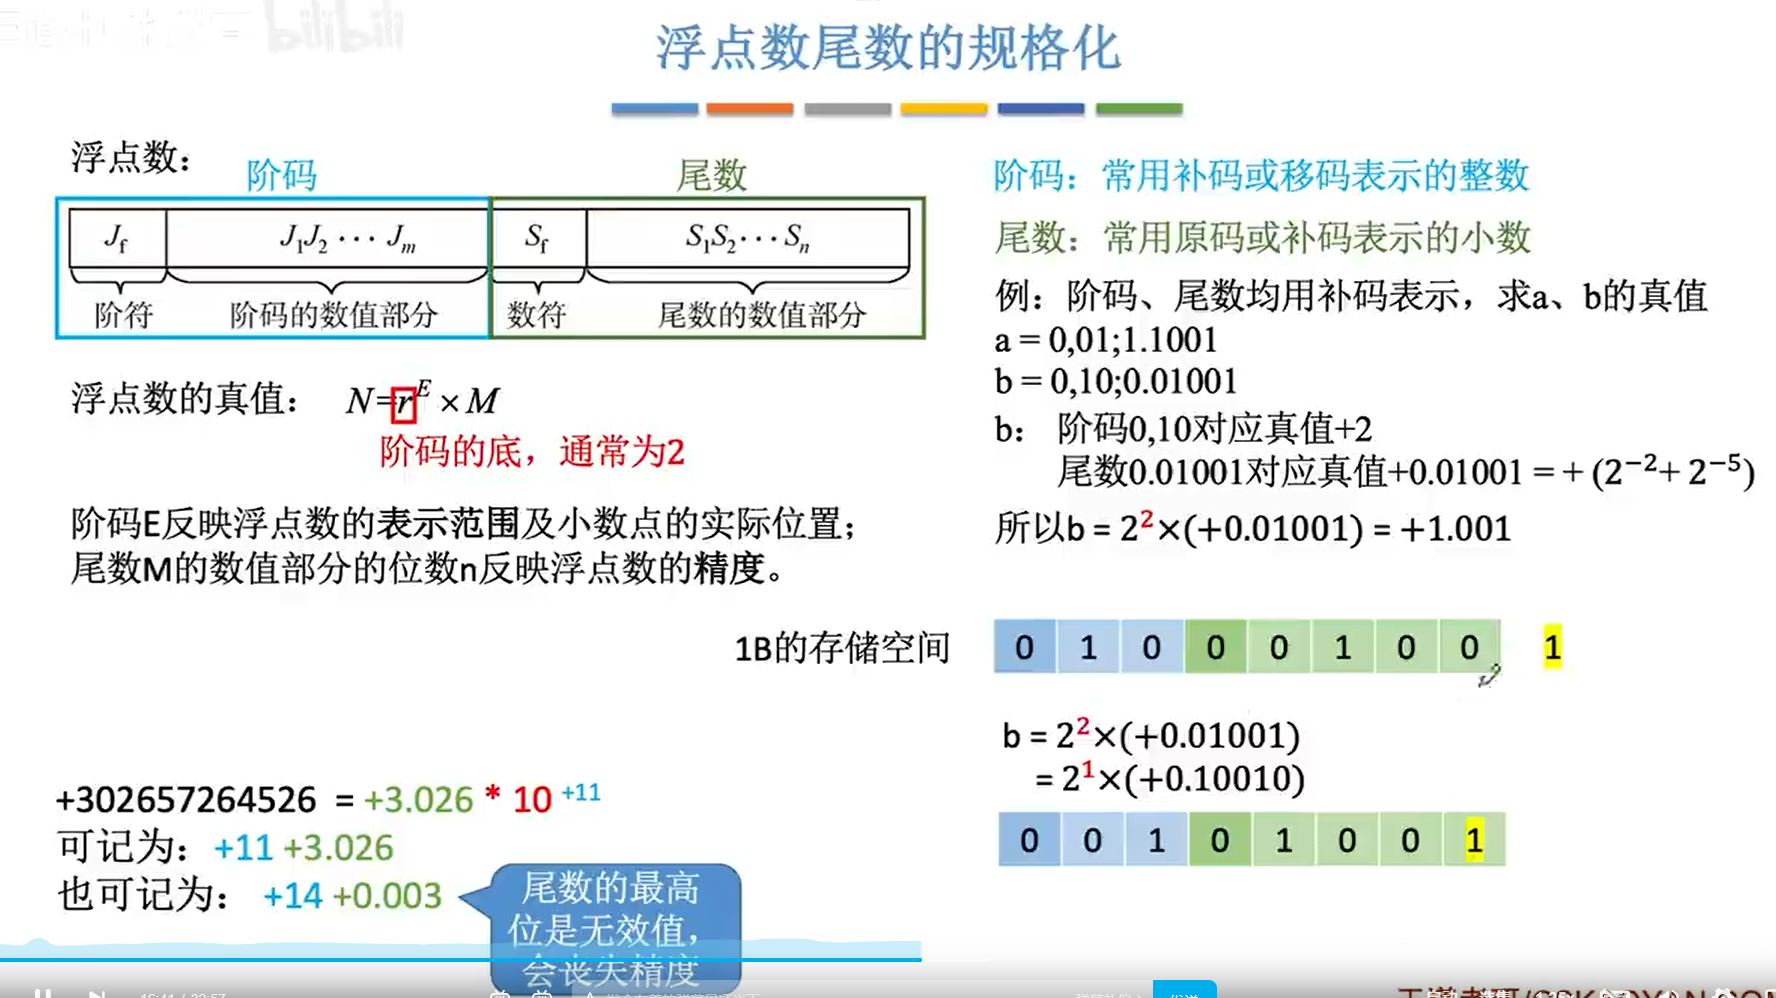 bilibili
浮点数尾数的规格化
浮点数：
阶码
尾数
J_f J_1J_2 ··· J_m S_f S_1S_2···S_n
阶符 阶码的数值部分 数符 尾数的数值部分
浮点数的真值： N=r^E × M
阶码的底，通常为2
阶码E反映浮点数的表示范围及小数点的实际位置；
尾数M的数值部分的位数n反映浮点数的精度。
阶码：常用补码或移码表示的整数
尾数：常用原码或补码表示的小数
例：阶码、尾数均用补码表示，求a、b的真值
a = 0,01;1.1001
b = 0,10;0.01001
b： 阶码0,10对应真值+2
尾数0.01001对应真值+0.01001 = + (2^−2+ 2^−5)
所以b = 2^2×(+0.01001) = +1.001
1B的存储空间 0 1 0 0 0 1 0 0 1
b = 2^2×(+0.01001)
= 2^1×(+0.10010)
0 0 1 0 1 0 0 1
+302657264526 = +3.026 * 10 +11
可记为：+11 +3.026
也可记为： +14 +0.003
尾数的最高
位是无效值，
会丧失精度